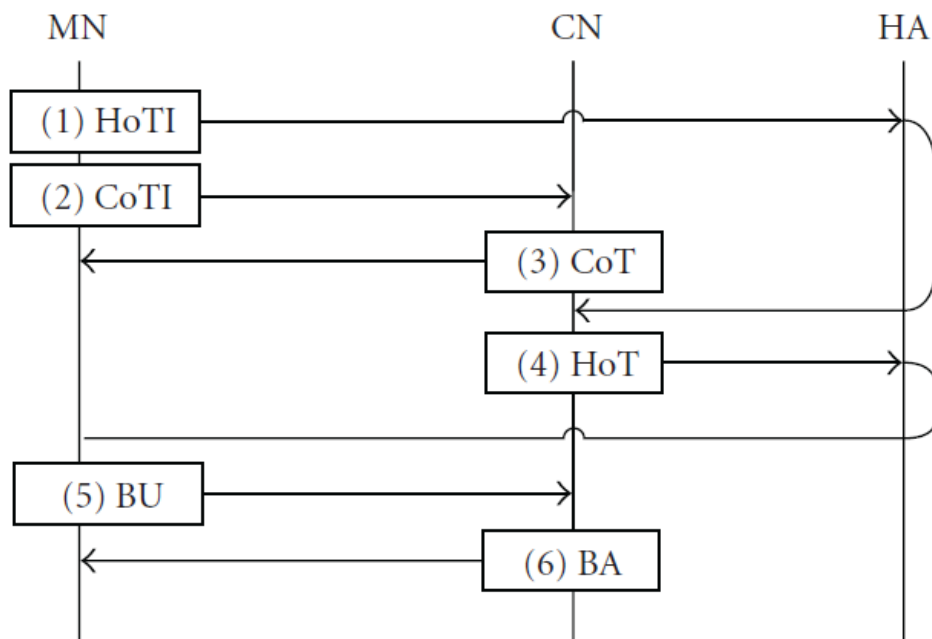 MN CN HA
(1) HoTI
(2) CoTI
(3) CoT
(4) HoT
(5) BU
(6) BA